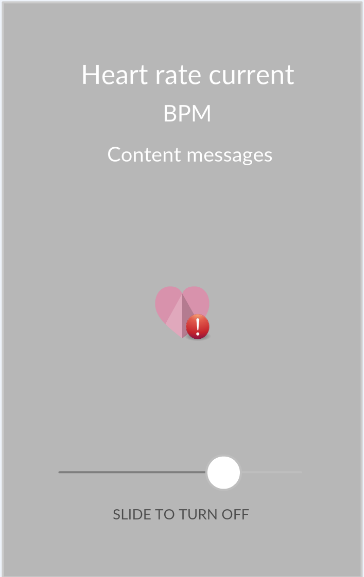 Heart rate current
BPM
Content messages
!
SLIDE TO TURN OFF